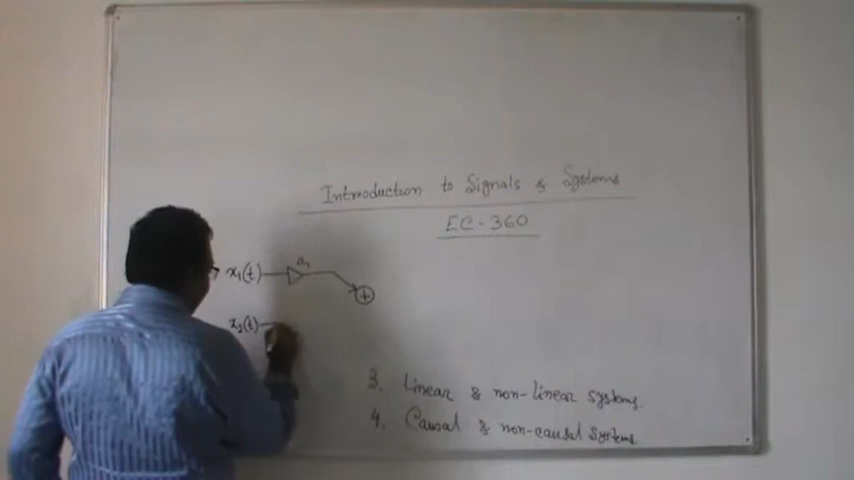 Introduction to Signals & Systems
EC-360
x₁(t) a₁ +
x₂(t)
3. Linear & non-linear systems.
4. Causal & non-causal systems